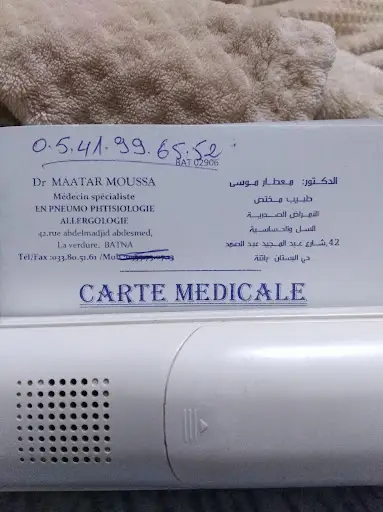 0.5.41.99.65.52
BAT 02906
Dr MAATAR MOUSSA
Médecin spécialiste
EN PNEUMO PHTISIOLOGIE
ALLERGOLOGIE
42.rue abdelmadjid abdesmed,
La verdure. BATNA
Tél/Fax :033.80.51.61 /Mob
الدكتور: معطار موسى
طبيب مختص
الامراض الصدرية
السل والحساسية
42,شارع عبد المجيد عبد الصمد
حي البستان باتنة
CARTE MEDICALE